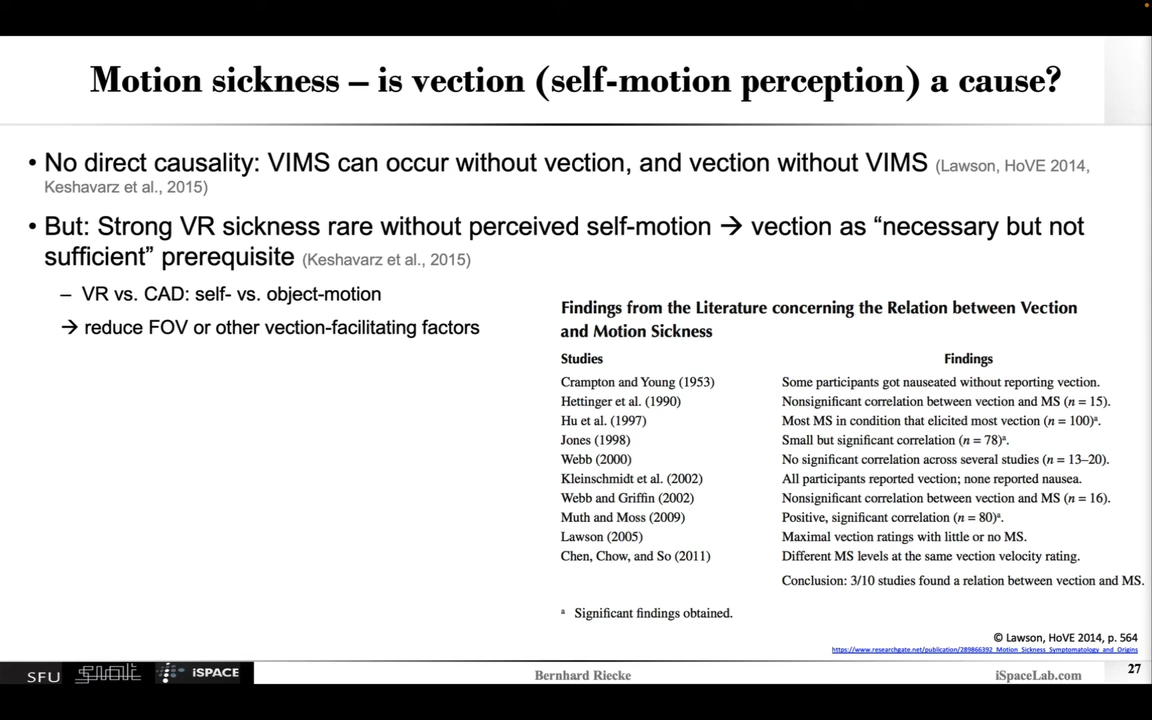 Motion sickness – is vection (self-motion perception) a cause?
• No direct causality: VIMS can occur without vection, and vection without VIMS (Lawson, HoVE 2014,
Keshavarz et al., 2015)
• But: Strong VR sickness rare without perceived self-motion → vection as “necessary but not
sufficient” prerequisite (Keshavarz et al., 2015)
– VR vs. CAD: self- vs. object-motion
→ reduce FOV or other vection-facilitating factors
Findings from the Literature concerning the Relation between Vection
and Motion Sickness
Studies Findings
Crampton and Young (1953) Some participants got nauseated without reporting vection.
Hettinger et al. (1990) Nonsignificant correlation between vection and MS (n = 15).
Hu et al. (1997) Most MS in condition that elicited most vection (n = 100)ᵃ.
Jones (1998) Small but significant correlation (n = 78)ᵃ.
Webb (2000) No significant correlation across several studies (n = 13–20).
Kleinschmidt et al. (2002) All participants reported vection; none reported nausea.
Webb and Griffin (2002) Nonsignificant correlation between vection and MS (n = 16).
Muth and Moss (2009) Positive, significant correlation (n = 80)ᵃ.
Lawson (2005) Maximal vection ratings with little or no MS.
Chen, Chow, and So (2011) Different MS levels at the same vection velocity rating.
Conclusion: 3/10 studies found a relation between vection and MS.
ᵃ Significant findings obtained.
© Lawson, HoVE 2014, p. 564
https://www.researchgate.net/publication/289866392_Motion_Sickness_Symptomatology_and_Origins
SFU iSPACE Bernhard Riecke iSpaceLab.com 27